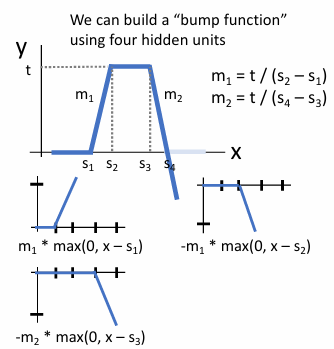 We can build a “bump function”
using four hidden units
y
t
m₁
m₂
m₁ = t / (s₂ – s₁)
m₂ = t / (s₄ – s₃)
s₁ s₂ s₃ s₄
x
m₁ * max(0, x – s₁)
-m₁ * max(0, x – s₂)
-m₂ * max(0, x – s₃)